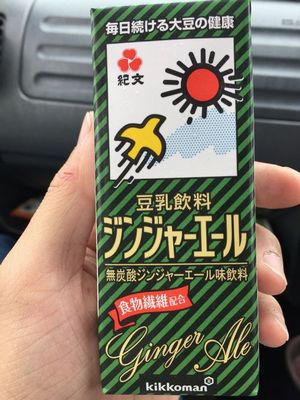 毎日続ける大豆の健康
紀文
豆乳飲料
ジンジャーエール
無炭酸ジンジャーエール味飲料
食物繊維配合
Ginger Ale
kikkoman